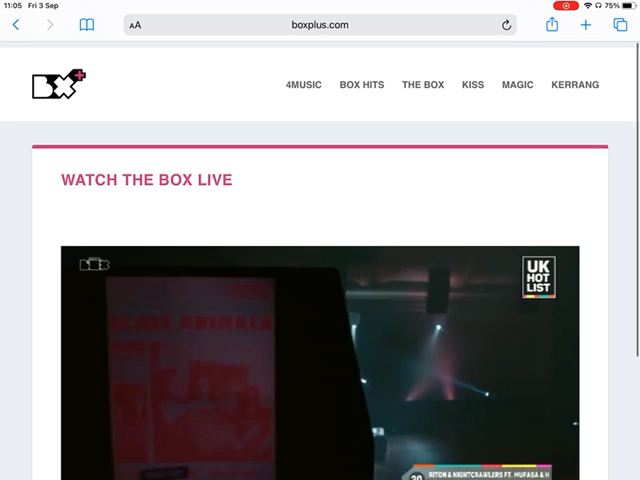 11:05 Fri 3 Sep
75%
AA
boxplus.com
BX+
4MUSIC BOX HITS THE BOX KISS MAGIC KERRANG
WATCH THE BOX LIVE
UK
HOT
LIST
RITON & NIGHTCRAWLERS FT. MUFASA & H